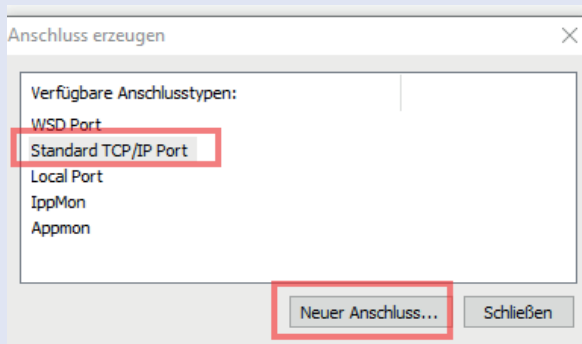 Anschluss erzeugen
Verfügbare Anschlusstypen:
WSD Port
Standard TCP/IP Port
Local Port
IppMon
Appmon
Neuer Anschluss... Schließen